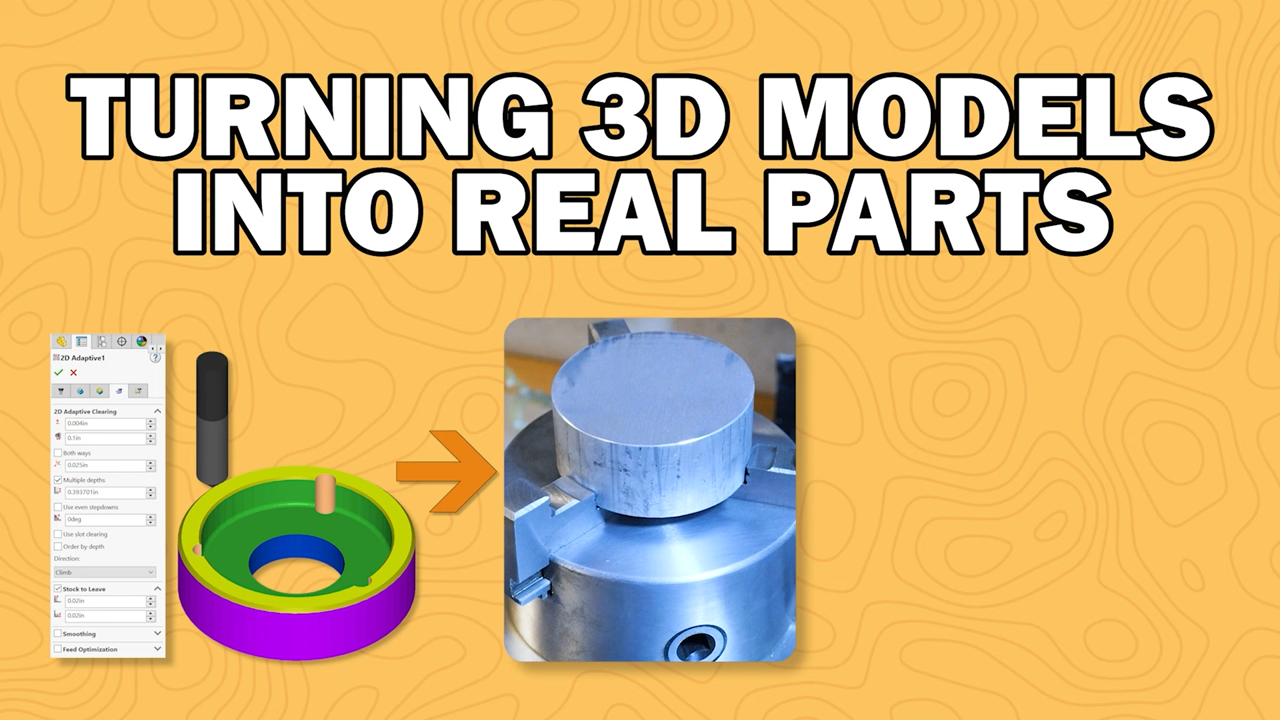 TURNING 3D MODELS
INTO REAL PARTS
2D Adaptive1
2D Adaptive Clearing
0.004in
0.1in
Both ways
0.025in
Multiple depths
0.393701in
Use even stepdowns
0deg
Use slot clearing
Order by depth
Direction:
Climb
Stock to Leave
0.02in
0.02in
Smoothing
Feed Optimization